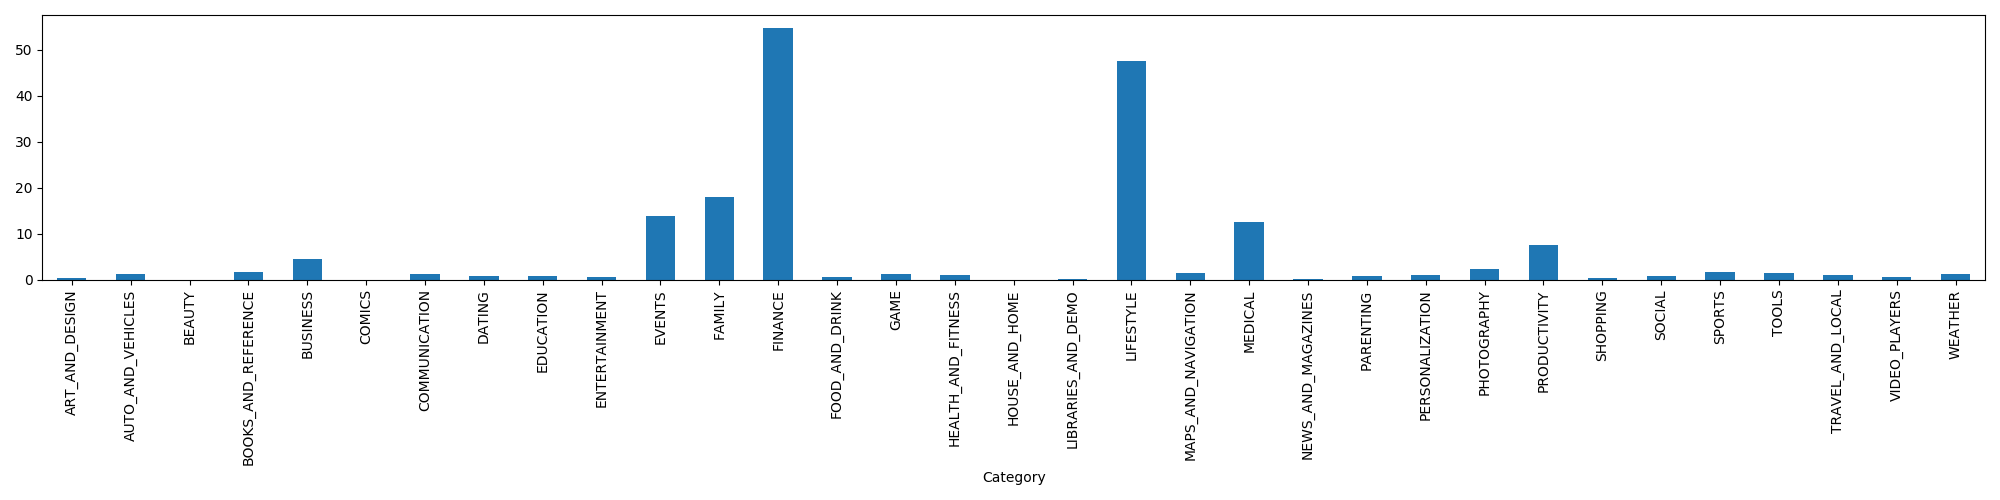 50
40
30
20
10
0
ART_AND_DESIGN
AUTO_AND_VEHICLES
BEAUTY
BOOKS_AND_REFERENCE
BUSINESS
COMICS
COMMUNICATION
DATING
EDUCATION
ENTERTAINMENT
EVENTS
FAMILY
FINANCE
FOOD_AND_DRINK
GAME
HEALTH_AND_FITNESS
HOUSE_AND_HOME
LIBRARIES_AND_DEMO
LIFESTYLE
MAPS_AND_NAVIGATION
MEDICAL
NEWS_AND_MAGAZINES
PARENTING
PERSONALIZATION
PHOTOGRAPHY
PRODUCTIVITY
SHOPPING
SOCIAL
SPORTS
TOOLS
TRAVEL_AND_LOCAL
VIDEO_PLAYERS
WEATHER
Category